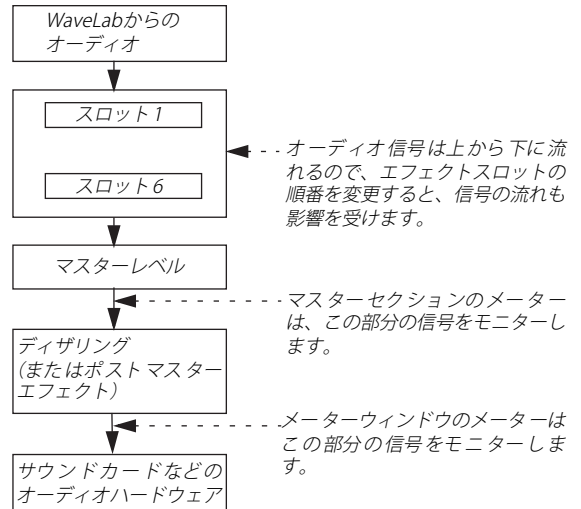 WaveLabからの
オーディオ
スロット1
スロット6
オーディオ信号は上から下に流
れるので、エフェクトスロットの
順番を変更すると、信号の流れも
影響を受けます。
マスターレベル
マスターセクションのメーター
は、この部分の信号をモニターし
ます。
ディザリング
（またはポストマスター
エフェクト）
メーターウィンドウのメーターは
この部分の信号をモニターしま
す。
サウンドカードなどの
オーディオハードウェア